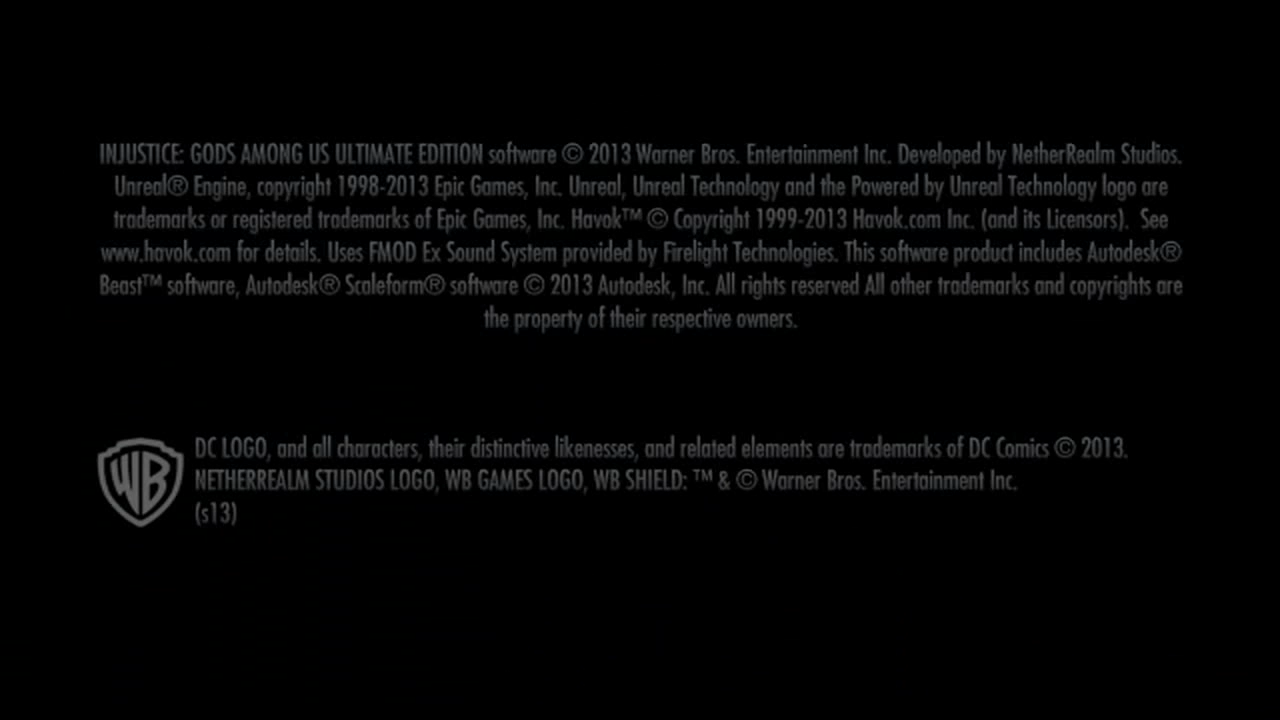 INJUSTICE: GODS AMONG US ULTIMATE EDITION software © 2013 Warner Bros. Entertainment Inc. Developed by NetherRealm Studios.
Unreal® Engine, copyright 1998-2013 Epic Games, Inc. Unreal, Unreal Technology and the Powered by Unreal Technology logo are
trademarks or registered trademarks of Epic Games, Inc. Havok™ © Copyright 1999-2013 Havok.com Inc. (and its Licensors). See
www.havok.com for details. Uses FMOD Ex Sound System provided by Firelight Technologies. This software product includes Autodesk®
Beast™ software, Autodesk® Scaleform® software © 2013 Autodesk, Inc. All rights reserved All other trademarks and copyrights are
the property of their respective owners.
WB
DC LOGO, and all characters, their distinctive likenesses, and related elements are trademarks of DC Comics © 2013.
NETHERREALM STUDIOS LOGO, WB GAMES LOGO, WB SHIELD: ™ & © Warner Bros. Entertainment Inc.
(s13)